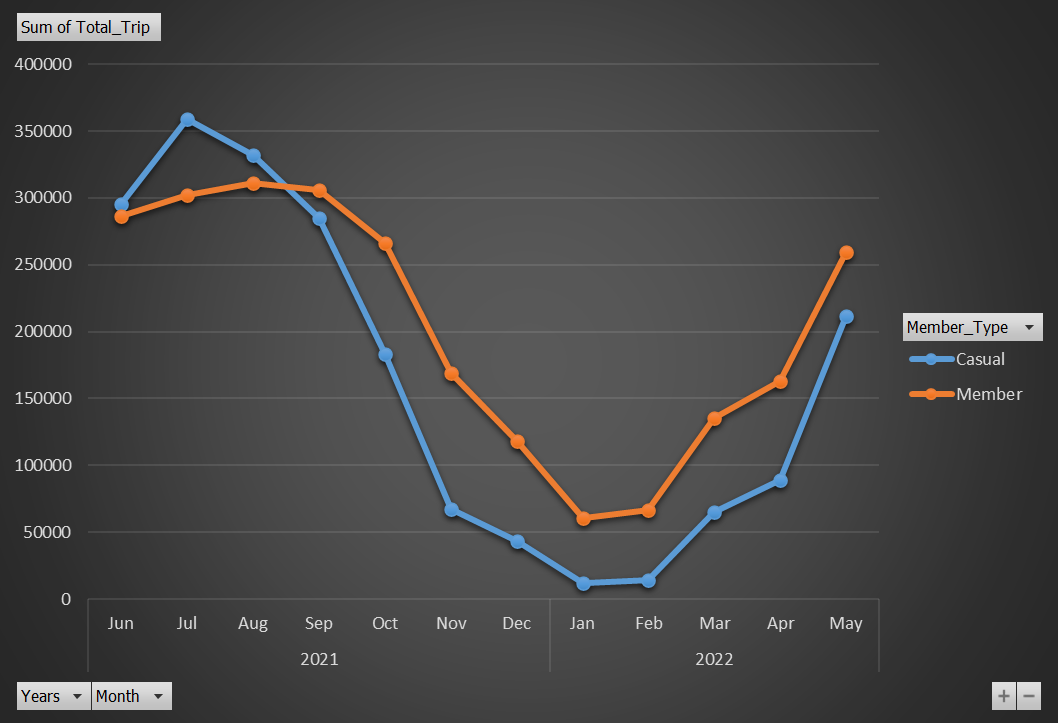 Sum of Total_Trip
400000
350000
300000
250000
200000
150000
100000
50000
0
Jun Jul Aug Sep Oct Nov Dec Jan Feb Mar Apr May
2021 2022
Member_Type
Casual
Member
Years Month